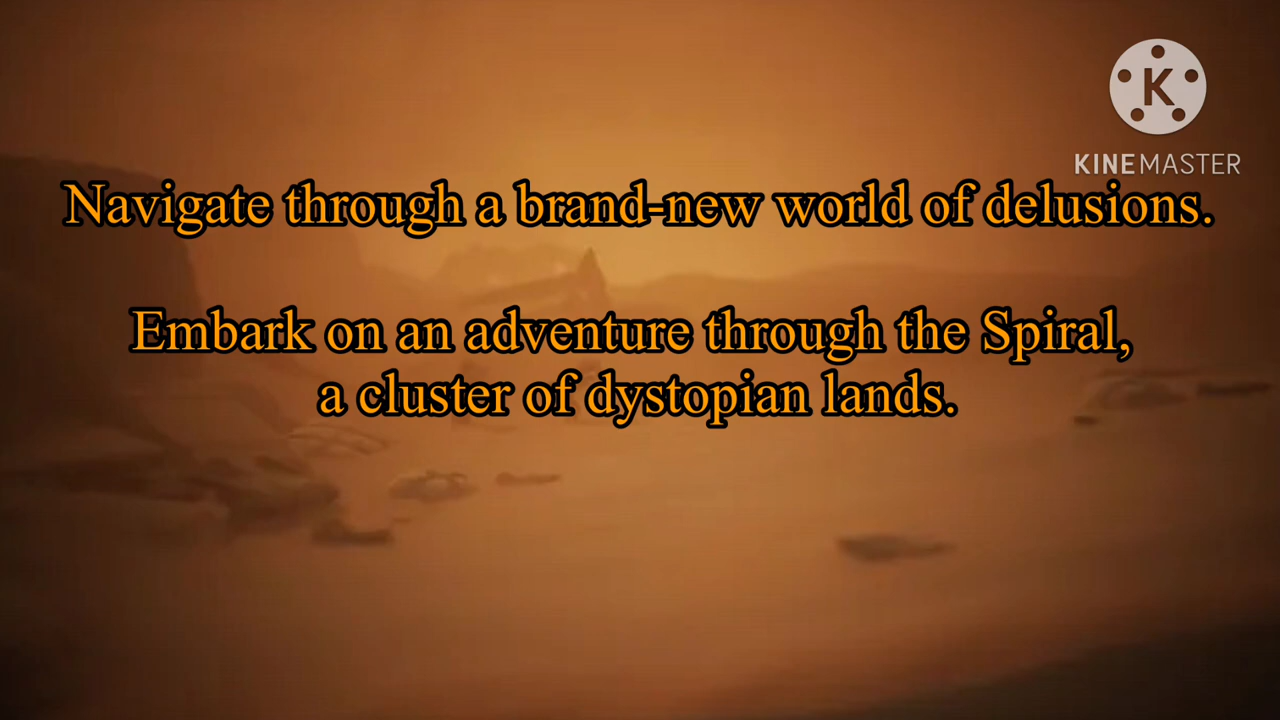 KINEMASTER
Navigate through a brand-new world of delusions.
Embark on an adventure through the Spiral,
a cluster of dystopian lands.